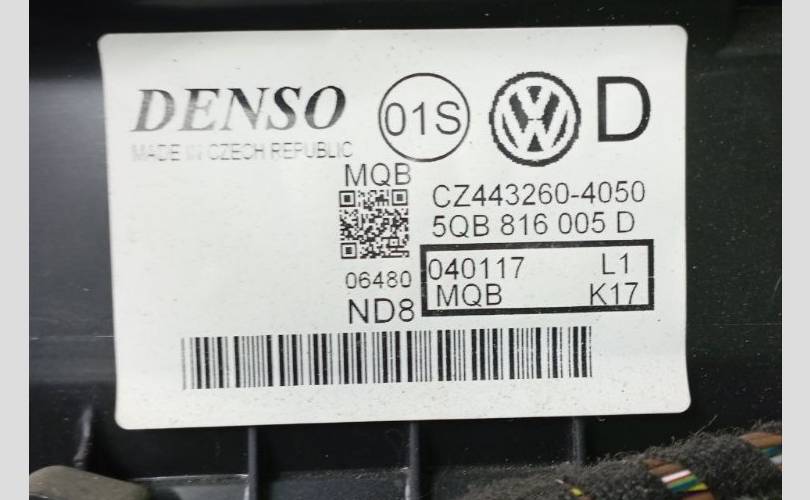 DENSO
01S
D
MADE IN CZECH REPUBLIC
MQB
CZ443260-4050
5QB 816 005 D
040117 L1
06480
MQB K17
ND8